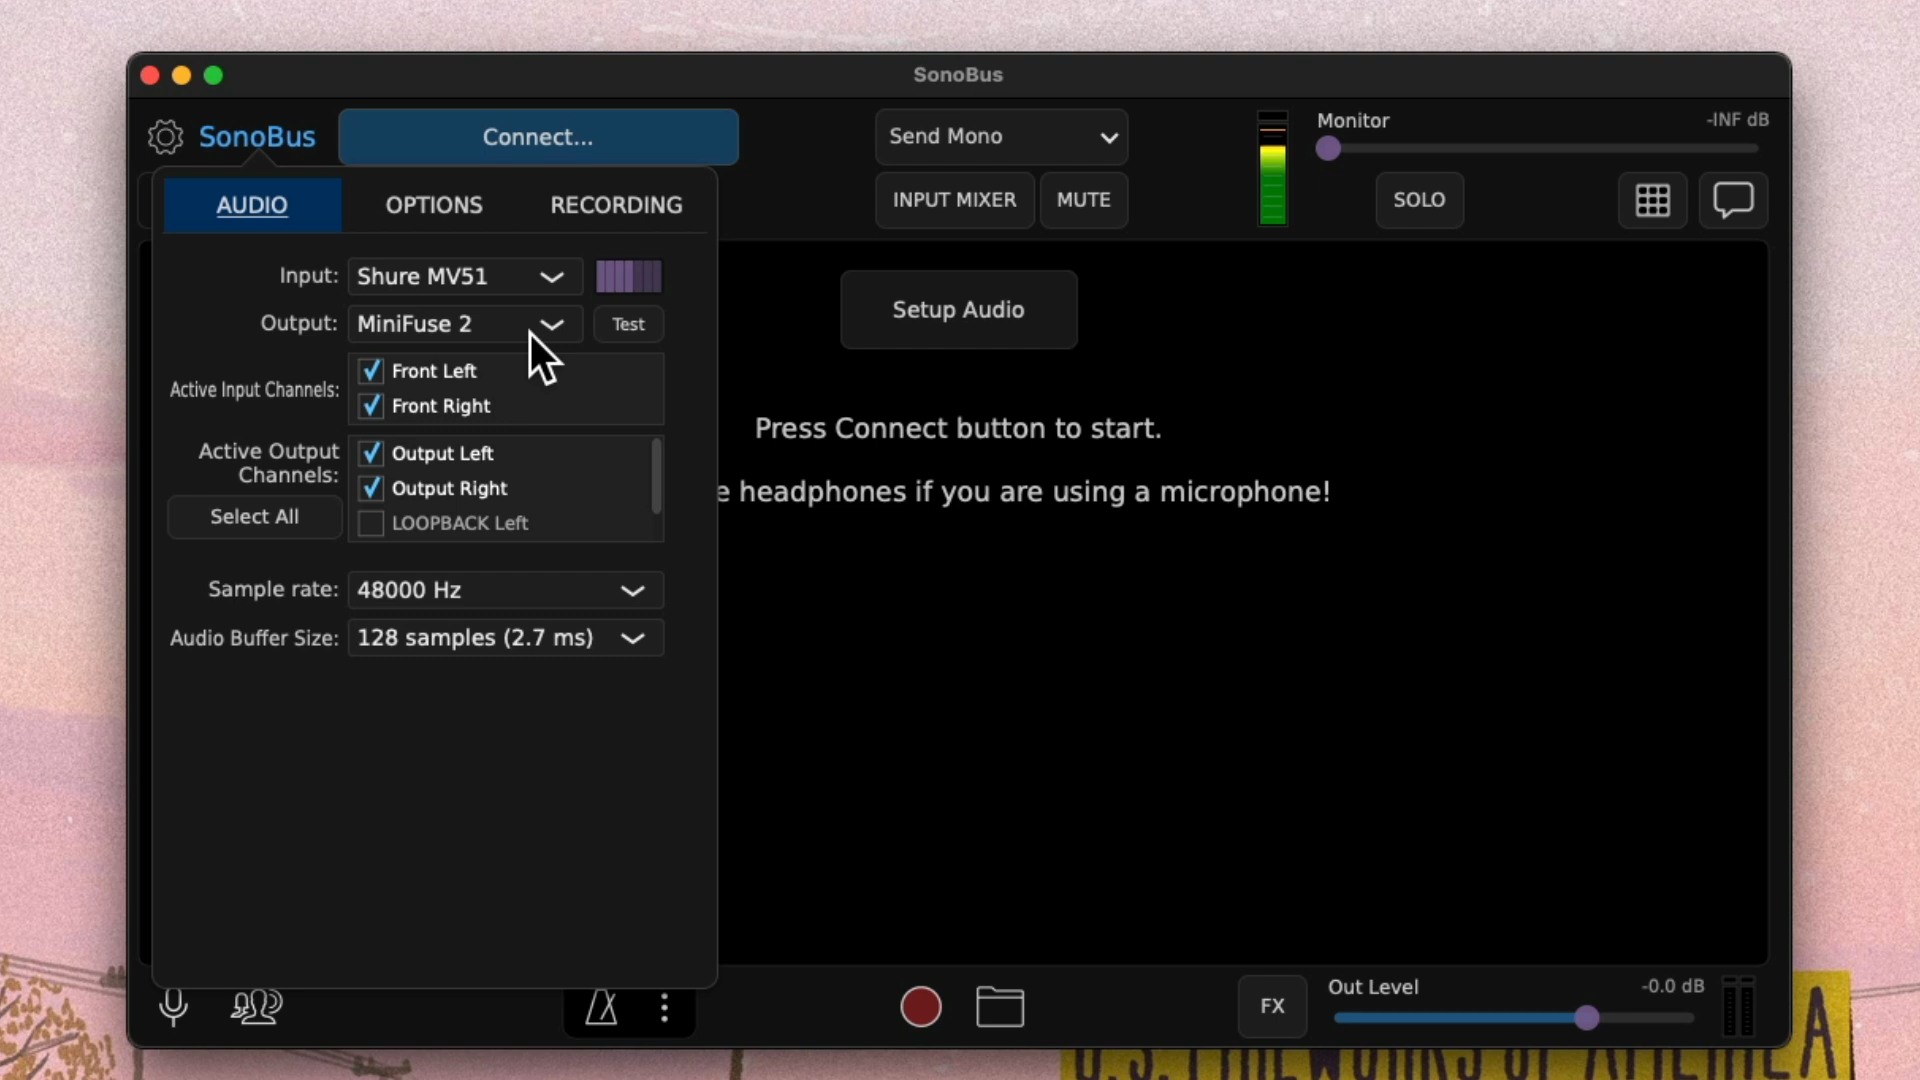 SonoBus
SonoBus
Connect...
Send Mono
Monitor
-INF dB
INPUT MIXER
MUTE
SOLO
AUDIO
OPTIONS
RECORDING
Input:
Shure MV51
Output:
MiniFuse 2
Test
Active Input Channels:
Front Left
Front Right
Active Output
Channels:
Select All
Output Left
Output Right
LOOPBACK Left
Sample rate:
48000 Hz
Audio Buffer Size:
128 samples (2.7 ms)
Setup Audio
Press Connect button to start.
e headphones if you are using a microphone!
FX
Out Level
-0.0 dB
U.S. FIREWORKS OF AMERICA